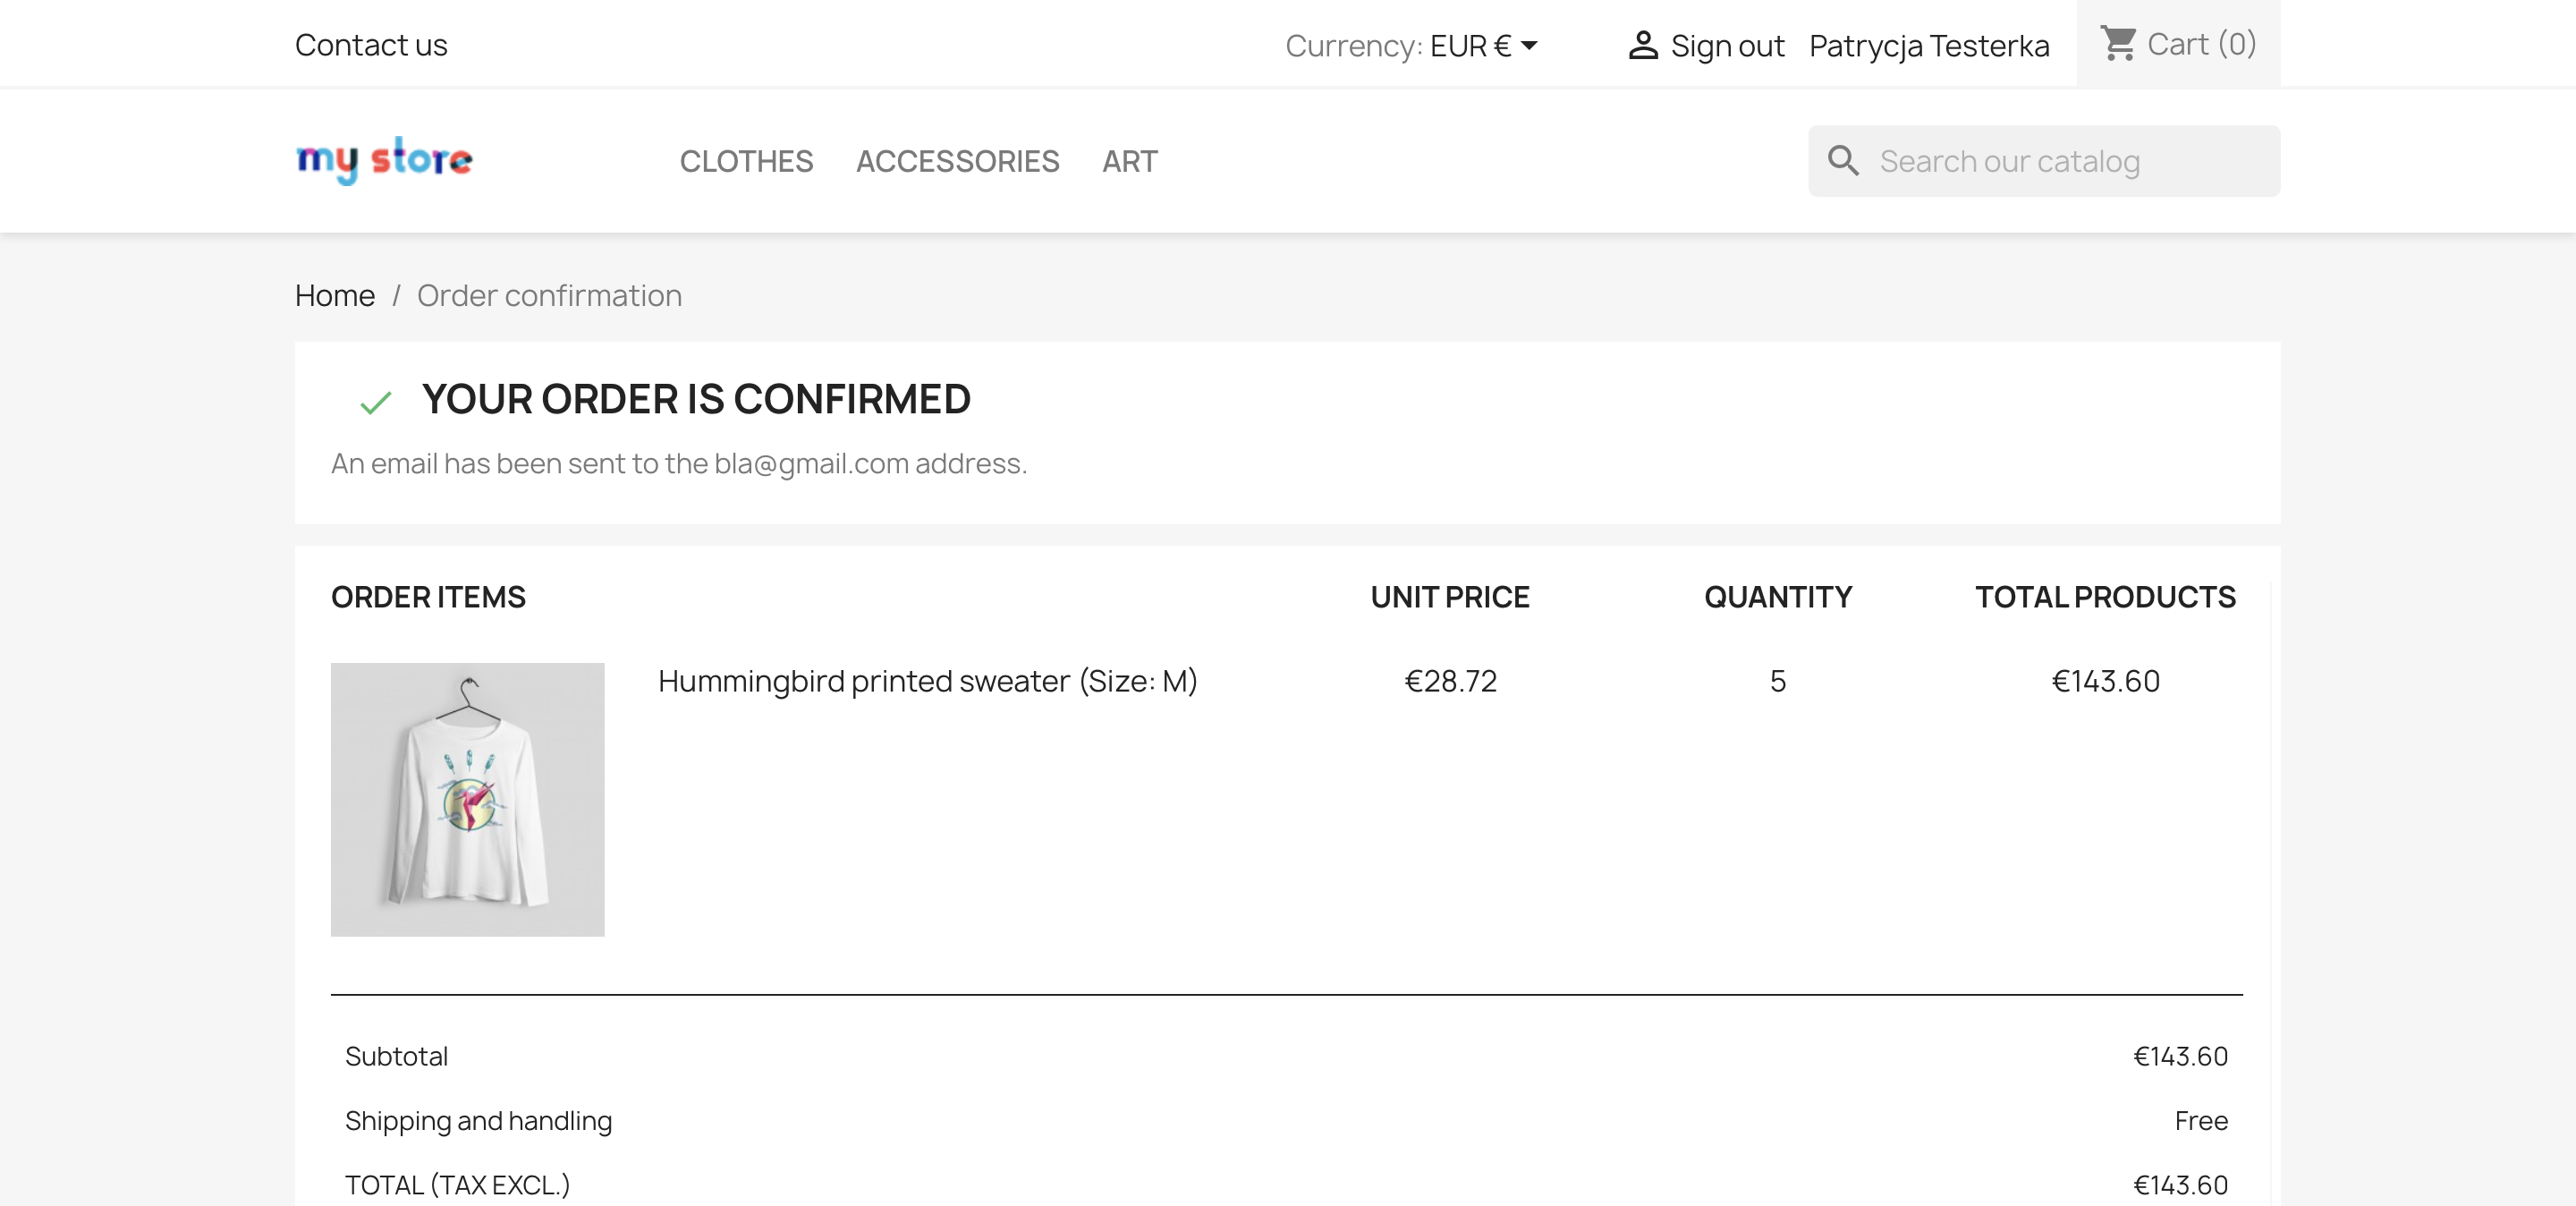 Contact us
Currency: EUR € Sign out Patrycja Testerka Cart (0)
my store CLOTHES ACCESSORIES ART Search our catalog
Home / Order confirmation
YOUR ORDER IS CONFIRMED
An email has been sent to the bla@gmail.com address.
ORDER ITEMS UNIT PRICE QUANTITY TOTAL PRODUCTS
Hummingbird printed sweater (Size: M) €28.72 5 €143.60
Subtotal €143.60
Shipping and handling Free
TOTAL (TAX EXCL.) €143.60